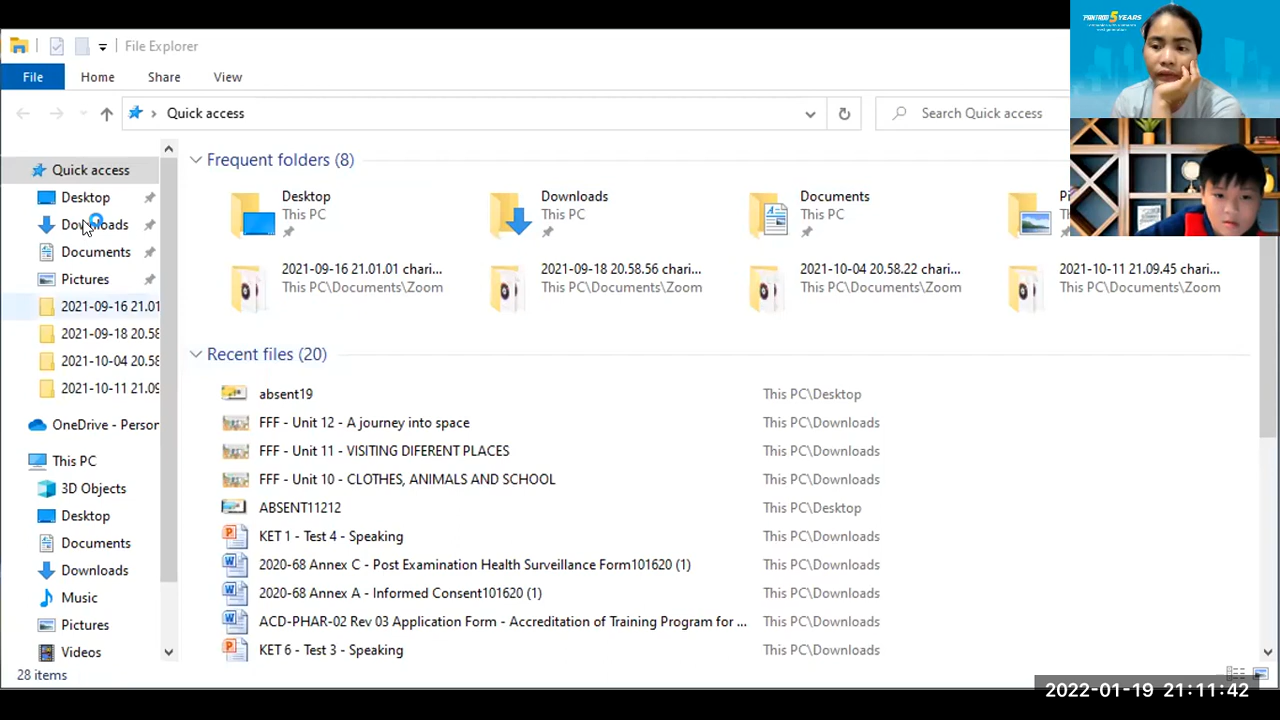 PANTADO 5 YEARS
File Explorer
File Home Share View
Quick access
Search Quick access
Quick access
Desktop
Downloads
Documents
Pictures
2021-09-16 21.01
2021-09-18 20.58
2021-10-04 20.58
2021-10-11 21.09
OneDrive - Person
This PC
3D Objects
Desktop
Documents
Downloads
Music
Pictures
Videos
Frequent folders (8)
Desktop
This PC
Downloads
This PC
Documents
This PC
2021-09-16 21.01.01 chari...
This PC\Documents\Zoom
2021-09-18 20.58.56 chari...
This PC\Documents\Zoom
2021-10-04 20.58.22 chari...
This PC\Documents\Zoom
2021-10-11 21.09.45 chari...
This PC\Documents\Zoom
Recent files (20)
absent19 This PC\Desktop
FFF - Unit 12 - A journey into space This PC\Downloads
FFF - Unit 11 - VISITING DIFERENT PLACES This PC\Downloads
FFF - Unit 10 - CLOTHES, ANIMALS AND SCHOOL This PC\Downloads
ABSENT11212 This PC\Desktop
KET 1 - Test 4 - Speaking This PC\Downloads
2020-68 Annex C - Post Examination Health Surveillance Form101620 (1) This PC\Downloads
2020-68 Annex A - Informed Consent101620 (1) This PC\Downloads
ACD-PHAR-02 Rev 03 Application Form - Accreditation of Training Program for ... This PC\Downloads
KET 6 - Test 3 - Speaking This PC\Downloads
28 items
2022-01-19 21:11:42